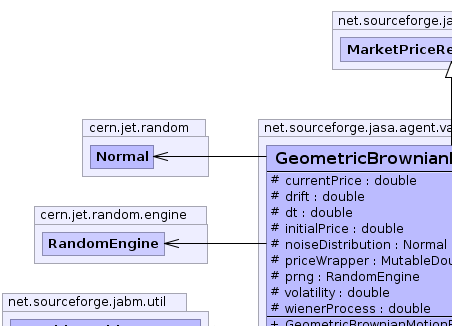 net.sourceforge.ja
MarketPriceRe
cern.jet.random
Normal
net.sourceforge.jasa.agent.va
GeometricBrownian
# currentPrice : double
# drift : double
# dt : double
# initialPrice : double
# noiseDistribution : Normal
# priceWrapper : MutableDou
# prng : RandomEngine
# volatility : double
# wienerProcess : double
+ GeometricBrownianMotionP
cern.jet.random.engine
RandomEngine
net.sourceforge.jabm.util